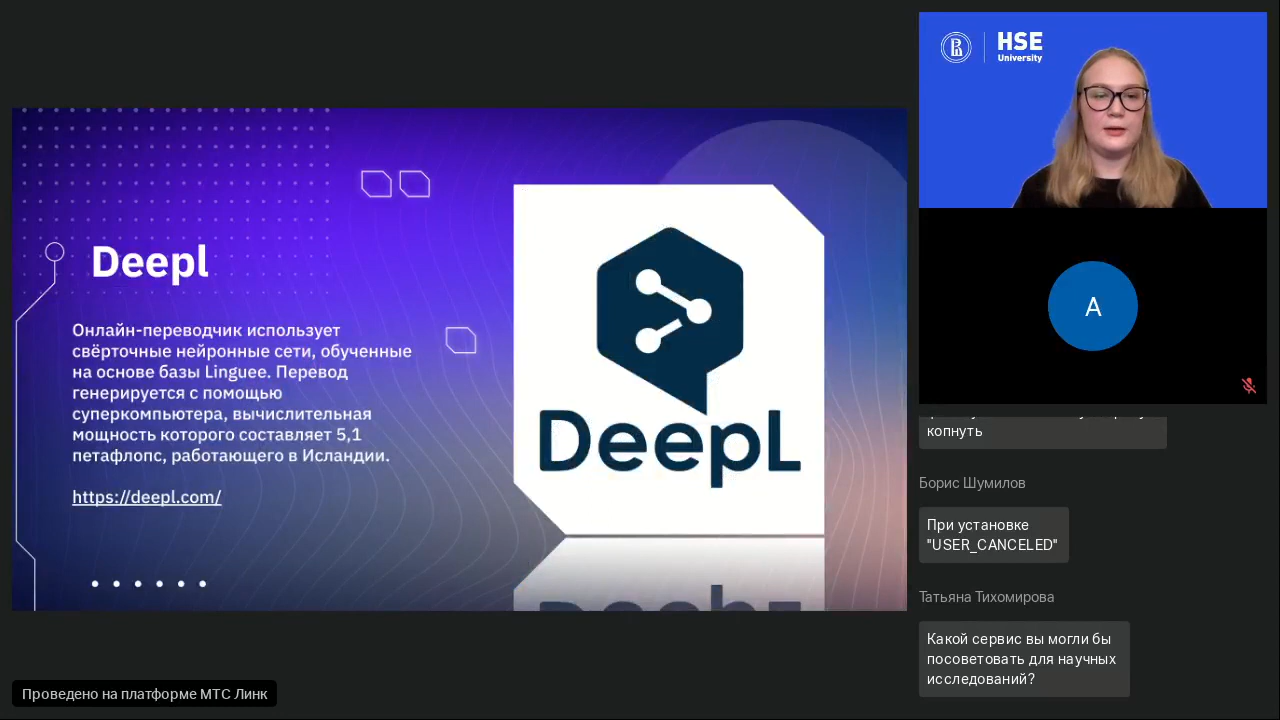 Deepl
Онлайн-переводчик использует
свёрточные нейронные сети, обученные
на основе базы Linguee. Перевод
генерируется с помощью
суперкомпьютера, вычислительная
мощность которого составляет 5,1
петафлопс, работающего в Исландии.
https://deepl.com/
DeepL
Проведено на платформе МТС Линк
HSE
University
А
копнуть
Борис Шумилов
При установке
"USER_CANCELED"
Татьяна Тихомирова
Какой сервис вы могли бы
посоветовать для научных
исследований?